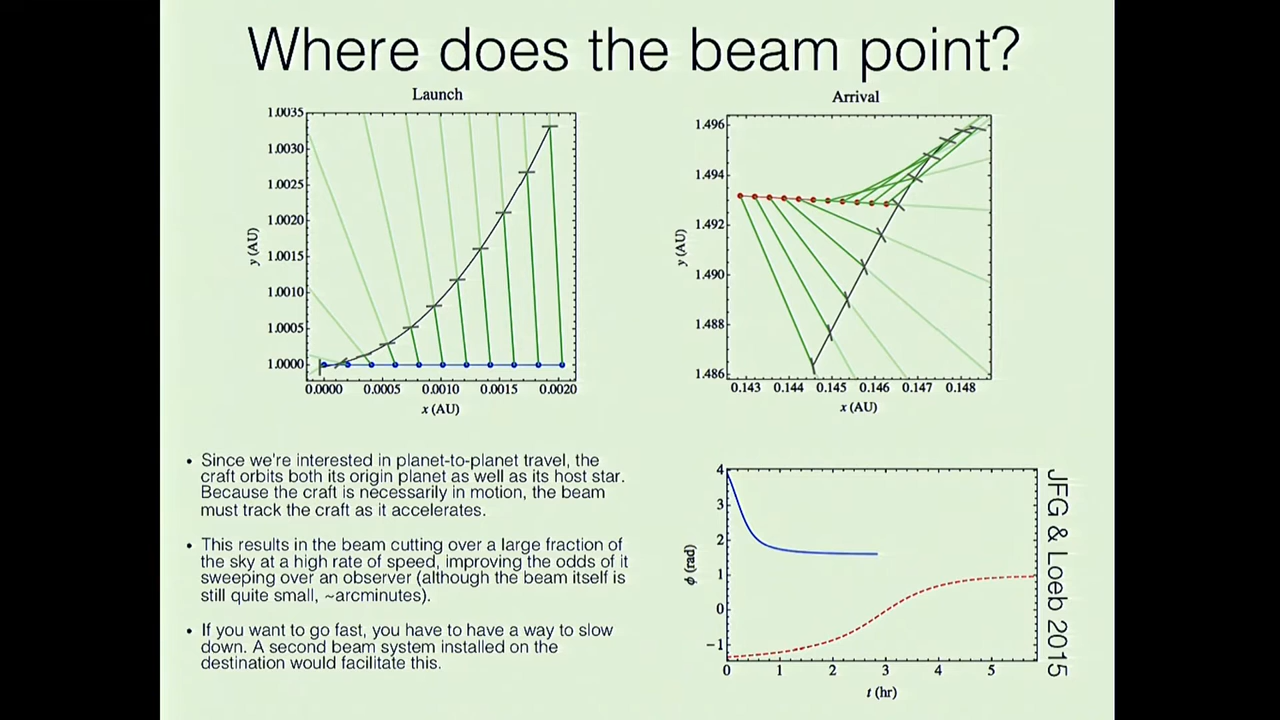 Where does the beam point?
Launch
1.0035
1.0030
1.0025
1.0020
1.0015
1.0010
1.0005
1.0000
y (AU)
0.0000 0.0005 0.0010 0.0015 0.0020
x (AU)
Arrival
1.496
1.494
1.492
1.490
1.488
1.486
y (AU)
0.143 0.144 0.145 0.146 0.147 0.148
x (AU)
• Since we're interested in planet-to-planet travel, the
craft orbits both its origin planet as well as its host star.
Because the craft is necessarily in motion, the beam
must track the craft as it accelerates.
• This results in the beam cutting over a large fraction of
the sky at a high rate of speed, improving the odds of it
sweeping over an observer (although the beam itself is
still quite small, ~arcminutes).
• If you want to go fast, you have to have a way to slow
down. A second beam system installed on the
destination would facilitate this.
4
3
2
1
0
−1
ϕ (rad)
0 1 2 3 4 5
t (hr)
JFG & Loeb 2015